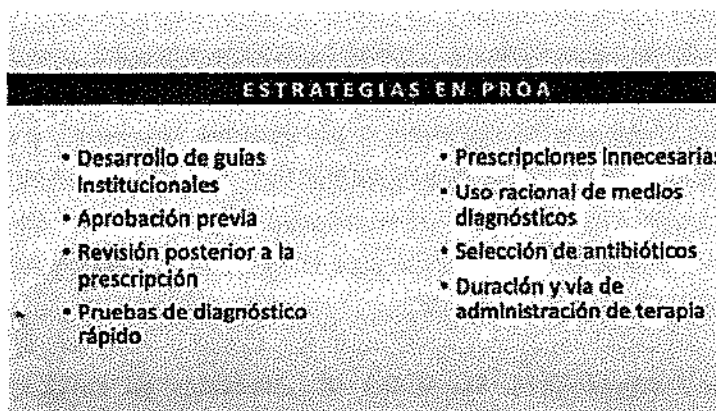 ESTRATEGIAS EN PROA
• Desarrollo de guías
institucionales
• Aprobación previa
• Revisión posterior a la
prescripción
• Pruebas de diagnóstico
rápido
• Prescripciones innecesarias
• Uso racional de medios
diagnósticos
• Selección de antibióticos
• Duración y vía de
administración de terapia